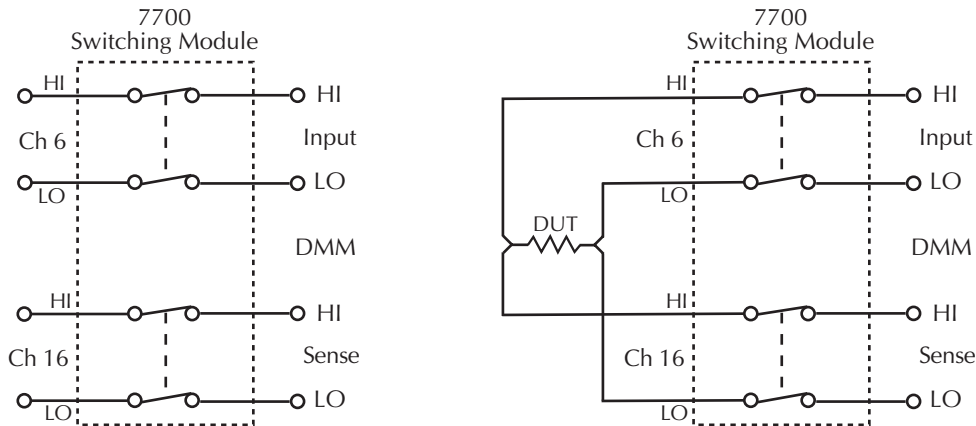 7700
Switching Module
HI
HI
Ch 6
Input
LO
LO
DMM
HI
HI
Ch 16
Sense
LO
LO
7700
Switching Module
HI
HI
Ch 6
Input
LO
LO
DUT
DMM
HI
HI
Ch 16
Sense
LO
LO